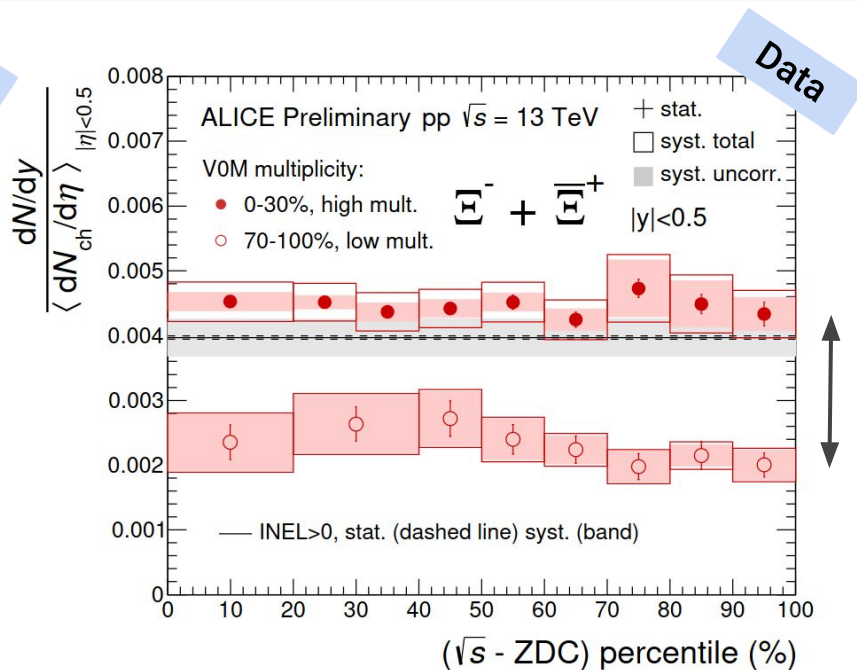 Data
ALICE Preliminary pp √s = 13 TeV
V0M multiplicity:
0-30%, high mult.
70-100%, low mult.
Ξ⁻ + Ξ̅⁺
stat.
syst. total
syst. uncorr.
|y|<0.5
INEL>0, stat. (dashed line) syst. (band)
dN/dy
⟨ dN_ch/dη ⟩ |η|<0.5
0.008
0.007
0.006
0.005
0.004
0.003
0.002
0.001
0
0 10 20 30 40 50 60 70 80 90 100
(√s - ZDC) percentile (%)